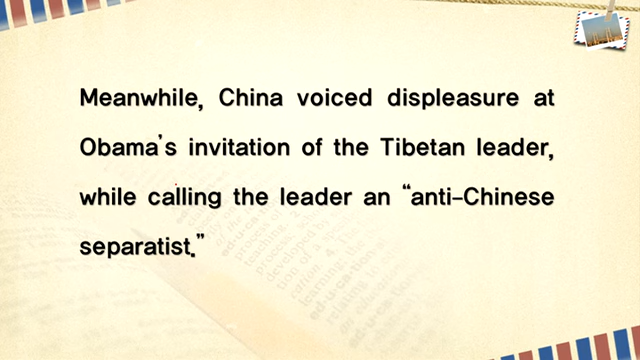 Meanwhile, China voiced displeasure at
Obama's invitation of the Tibetan leader,
while calling the leader an “anti-Chinese
separatist.”